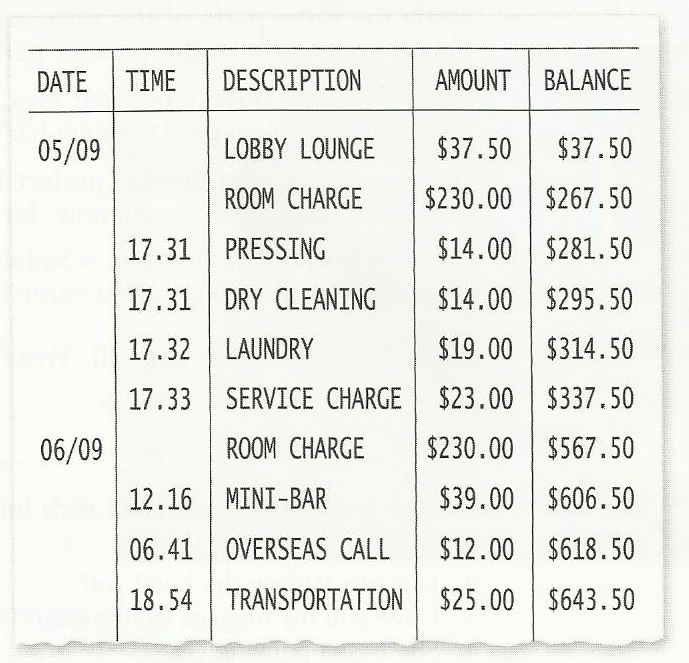 DATE TIME DESCRIPTION AMOUNT BALANCE
05/09 LOBBY LOUNGE $37.50 $37.50
ROOM CHARGE $230.00 $267.50
17.31 PRESSING $14.00 $281.50
17.31 DRY CLEANING $14.00 $295.50
17.32 LAUNDRY $19.00 $314.50
17.33 SERVICE CHARGE $23.00 $337.50
06/09 ROOM CHARGE $230.00 $567.50
12.16 MINI-BAR $39.00 $606.50
06.41 OVERSEAS CALL $12.00 $618.50
18.54 TRANSPORTATION $25.00 $643.50